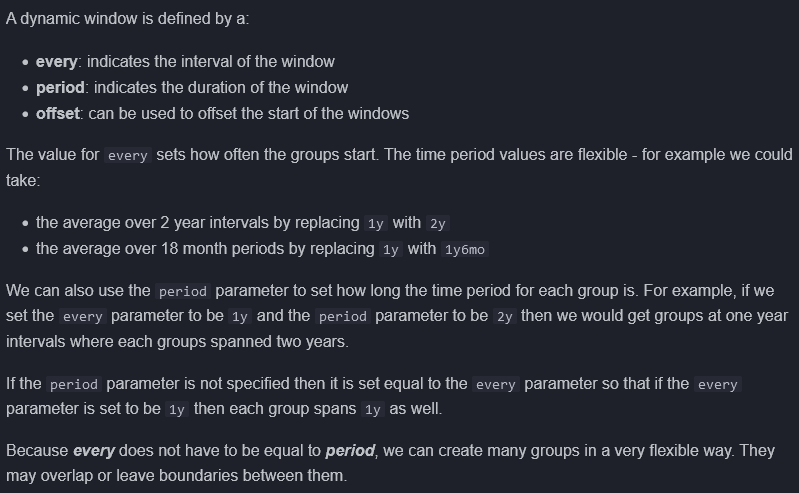 A dynamic window is defined by a:
• every: indicates the interval of the window
• period: indicates the duration of the window
• offset: can be used to offset the start of the windows
The value for every sets how often the groups start. The time period values are flexible - for example we could
take:
• the average over 2 year intervals by replacing 1y with 2y
• the average over 18 month periods by replacing 1y with 1y6mo
We can also use the period parameter to set how long the time period for each group is. For example, if we
set the every parameter to be 1y and the period parameter to be 2y then we would get groups at one year
intervals where each groups spanned two years.
If the period parameter is not specified then it is set equal to the every parameter so that if the every
parameter is set to be 1y then each group spans 1y as well.
Because every does not have to be equal to period, we can create many groups in a very flexible way. They
may overlap or leave boundaries between them.